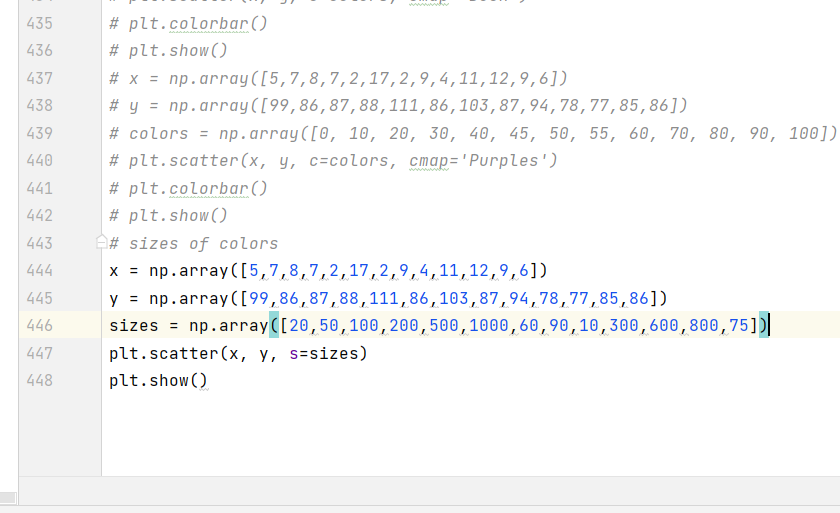 435 # plt.colorbar()
436 # plt.show()
437 # x = np.array([5,7,8,7,2,17,2,9,4,11,12,9,6])
438 # y = np.array([99,86,87,88,111,86,103,87,94,78,77,85,86])
439 # colors = np.array([0, 10, 20, 30, 40, 45, 50, 55, 60, 70, 80, 90, 100])
440 # plt.scatter(x, y, c=colors, cmap='Purples')
441 # plt.colorbar()
442 # plt.show()
443 # sizes of colors
444 x = np.array([5,7,8,7,2,17,2,9,4,11,12,9,6])
445 y = np.array([99,86,87,88,111,86,103,87,94,78,77,85,86])
446 sizes = np.array([20,50,100,200,500,1000,60,90,10,300,600,800,75])
447 plt.scatter(x, y, s=sizes)
448 plt.show()